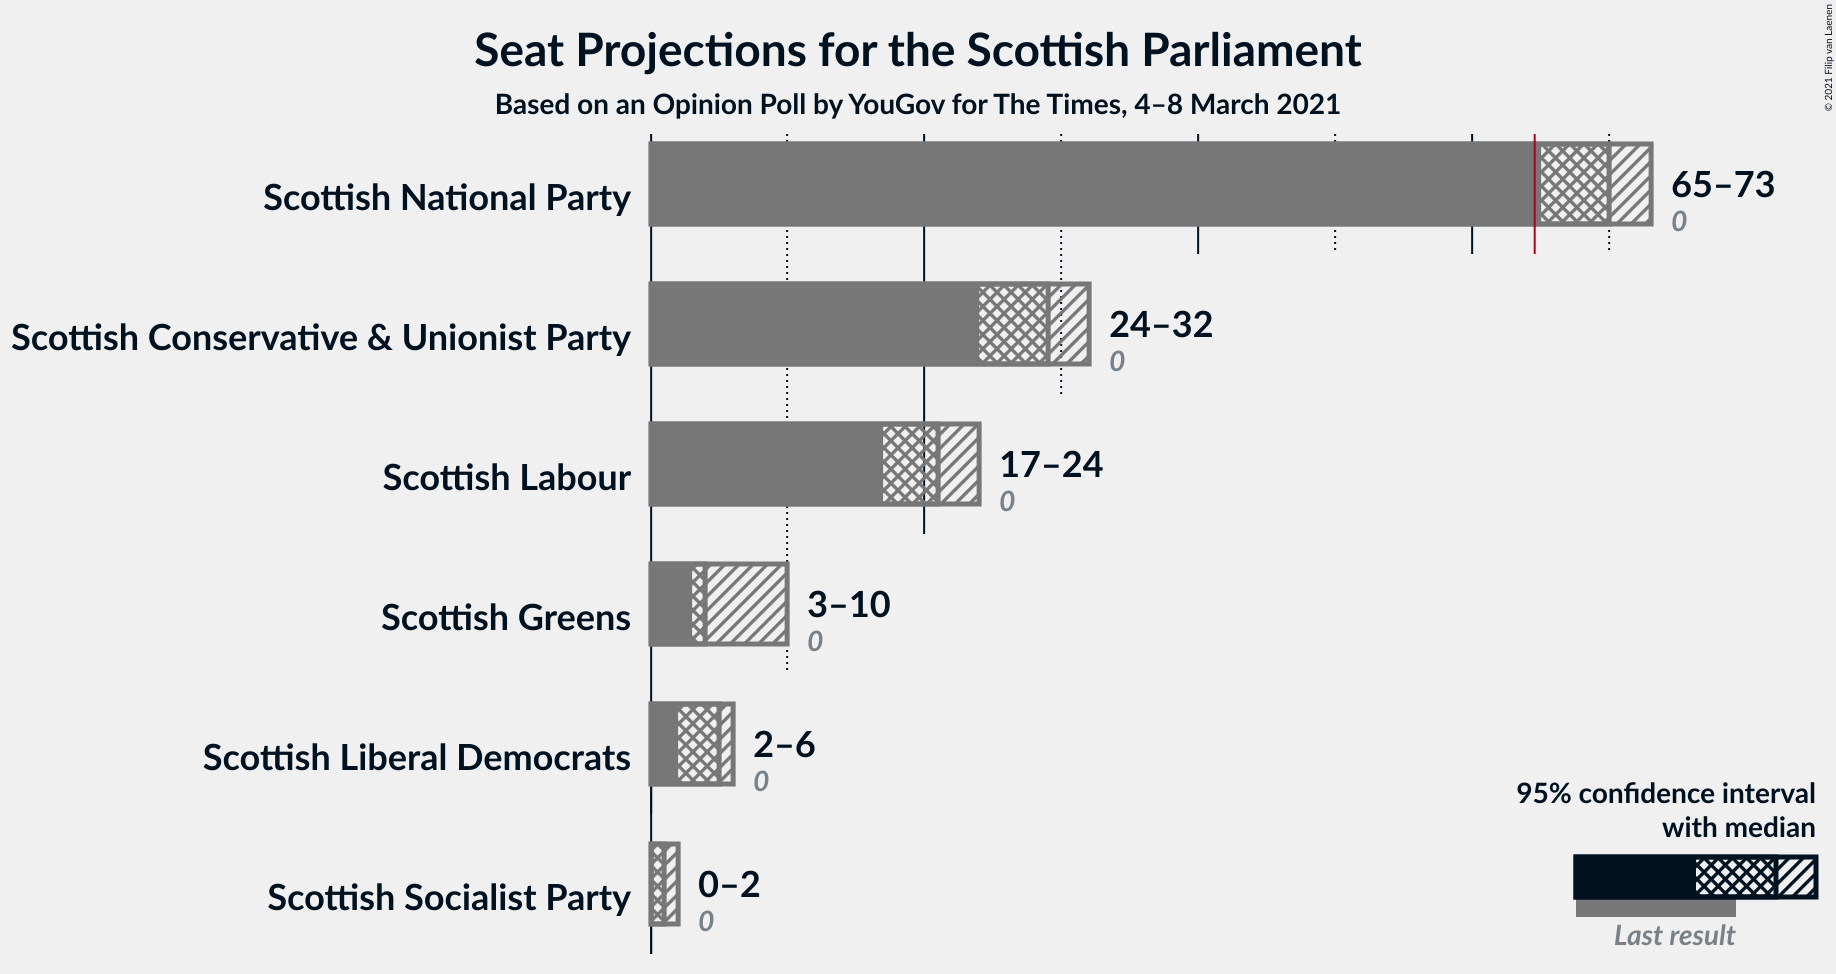 Seat Projections for the Scottish Parliament
Based on an Opinion Poll by YouGov for The Times, 4–8 March 2021
© 2021 Filip van Laenen
Scottish National Party
65–73
0
Scottish Conservative & Unionist Party
24–32
0
Scottish Labour
17–24
0
Scottish Greens
3–10
0
Scottish Liberal Democrats
2–6
0
Scottish Socialist Party
0–2
0
95% confidence interval
with median
Last result